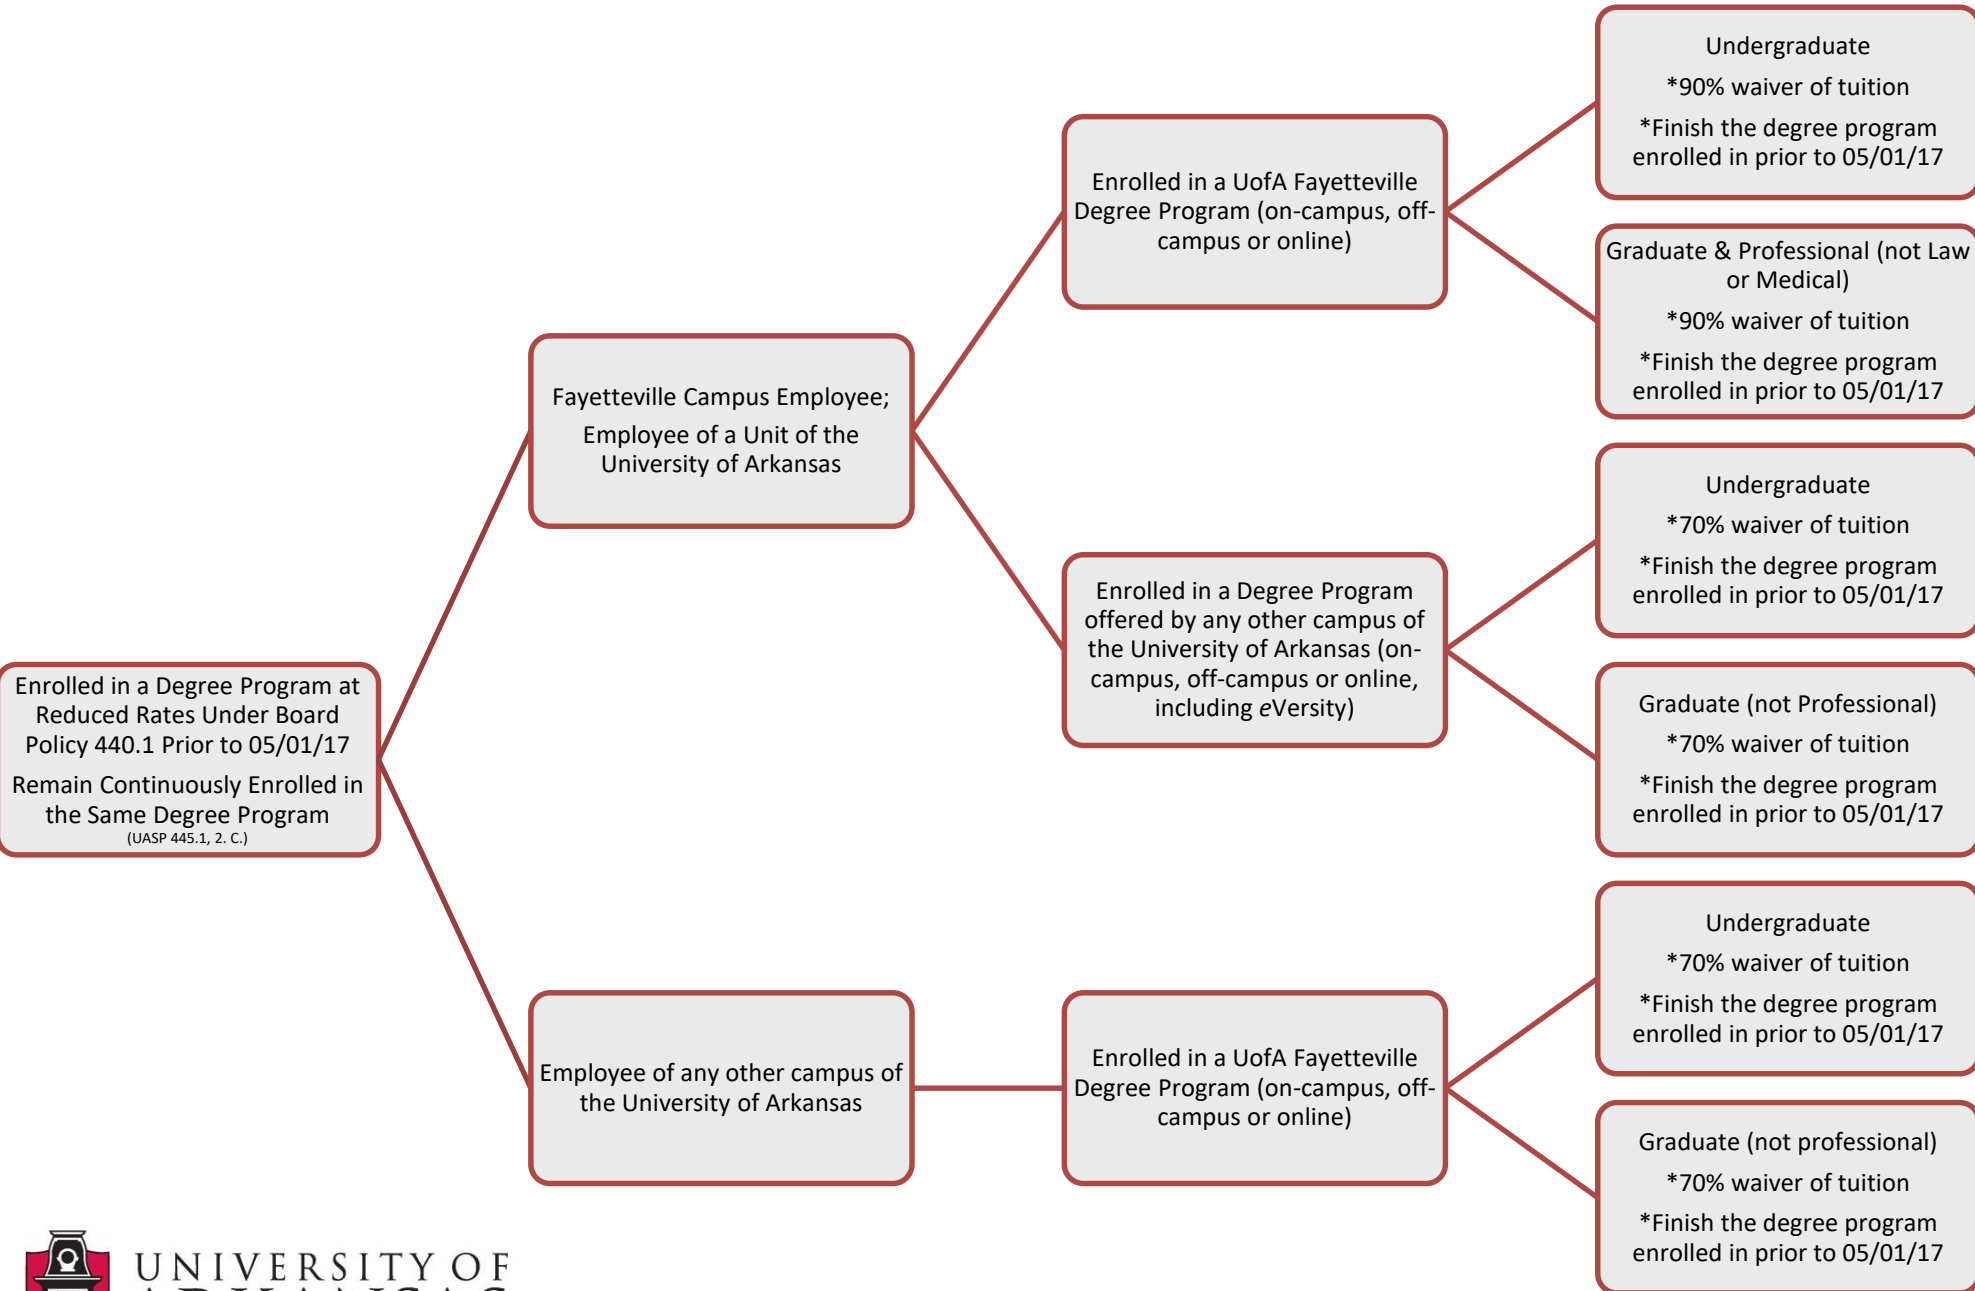 Enrolled in a Degree Program at
Reduced Rates Under Board
Policy 440.1 Prior to 05/01/17
Remain Continuously Enrolled in
the Same Degree Program
(UASP 445.1, 2. C.)
Fayetteville Campus Employee;
Employee of a Unit of the
University of Arkansas
Enrolled in a UofA Fayetteville
Degree Program (on-campus, off-
campus or online)
Undergraduate
*90% waiver of tuition
*Finish the degree program
enrolled in prior to 05/01/17
Graduate & Professional (not Law
or Medical)
*90% waiver of tuition
*Finish the degree program
enrolled in prior to 05/01/17
Enrolled in a Degree Program
offered by any other campus of
the University of Arkansas (on-
campus, off-campus or online,
including eVersity)
Undergraduate
*70% waiver of tuition
*Finish the degree program
enrolled in prior to 05/01/17
Graduate (not Professional)
*70% waiver of tuition
*Finish the degree program
enrolled in prior to 05/01/17
Employee of any other campus of
the University of Arkansas
Enrolled in a UofA Fayetteville
Degree Program (on-campus, off-
campus or online)
Undergraduate
*70% waiver of tuition
*Finish the degree program
enrolled in prior to 05/01/17
Graduate (not professional)
*70% waiver of tuition
*Finish the degree program
enrolled in prior to 05/01/17
UNIVERSITY OF
ARKANSAS